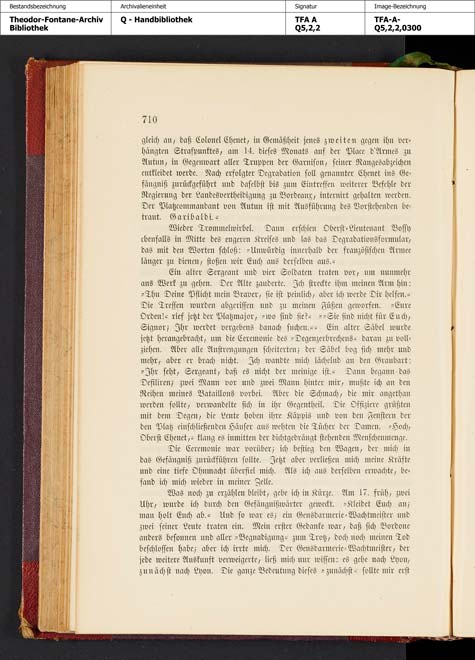 Bestandsbezeichnung
Archivalieneinheit
Signatur
Image-Bezeichnung
Theodor-Fontane-Archiv
Bibliothek
Q - Handbibliothek
TFA A
Q5,2,2
TFA-A-
Q5,2,2,0300
710
gleich an, daß Colonel Chenet, in Gemäßheit jenes zweiten gegen ihn ver-
hängten Strafpunktes, am 14. dieses Monats auf der Place d'Armes zu
Autun, in Gegenwart aller Truppen der Garnison, seiner Rangesabzeichen
entkleidet werde. Nach erfolgter Degradation soll genannter Chenet ins Ge-
fängniß zurückgeführt und daselbst bis zum Eintreffen weiterer Befehle der
Regierung der Landesvertheidigung zu Bordeaux, internirt gehalten werden.
Der Platzcommandant von Autun ist mit Ausführung des Vorstehenden be-
traut. Garibaldi.«
Wieder Trommelwirbel. Dann erschien Oberst-Lieutenant Bossy
ebenfalls in Mitte des engeren Kreises und las das Degradationsformular,
das mit den Worten schloß: »Unwürdig innerhalb der französischen Armee
länger zu dienen, stoßen wir Euch aus derselben aus.«
Ein alter Sergeant und vier Soldaten traten vor, um nunmehr
ans Werk zu gehen. Der Alte zauderte. Ich streckte ihm meinen Arm hin:
»Thu Deine Pflicht mein Braver, sie ist peinlich, aber ich werde Dir helfen.«
Die Tressen wurden abgerissen und zu meinen Füßen geworfen. »Eure
Orden!« rief jetzt der Platzmajor, »wo sind sie?« »»Sie sind nicht für Euch,
Signor; Ihr werdet vergebens danach suchen.«« Ein alter Säbel wurde
jetzt herangebracht, um die Ceremonie des »Degenzerbrechens« daran zu voll-
ziehen. Aber alle Anstrengungen scheiterten; der Säbel bog sich mehr und
mehr, aber er brach nicht. Ich wandte mich lächelnd an den Graubart:
»Ihr seht, Sergeant, daß es nicht der meinige ist.« Dann begann das
Defiliren; zwei Mann vor und zwei Mann hinter mir, mußte ich an den
Reihen meines Bataillons vorbei. Aber die Schmach, die mir angethan
werden sollte, verwandelte sich in ihr Gegentheil. Die Offiziere grüßten
mit dem Degen, die Leute hoben ihre Käppis und von den Fenstern der
den Platz einschließenden Häuser aus wehten die Tücher der Damen. »Hoch,
Oberst Chenet,« klang es inmitten der dichtgedrängt stehenden Menschenmenge.
Die Ceremonie war vorüber; ich bestieg den Wagen, der mich in
das Gefängniß zurückführen sollte. Jetzt aber verließen mich meine Kräfte
und eine tiefe Ohnmacht überfiel mich. Als ich aus derselben erwachte, be-
fand ich mich wieder in meiner Zelle.
Was noch zu erzählen bleibt, gebe ich in Kürze. Am 17. früh, zwei
Uhr, wurde ich durch den Gefängnißwärter geweckt. »Kleidet Euch an;
man holt Euch ab.« Und so war es; ein Gensdarmerie-Wachtmeister und
zwei seiner Leute traten ein. Mein erster Gedanke war, daß sich Bordone
anders besonnen und aller »Begnadigung« zum Trotz, doch noch meinen Tod
beschlossen habe; aber ich irrte mich. Der Gensdarmerie-Wachtmeister, der
jede weitere Auskunft verweigerte, ließ mich nur wissen: es gehe nach Lyon,
zunächst nach Lyon. Die ganze Bedeutung dieses »zunächst« sollte mir erst